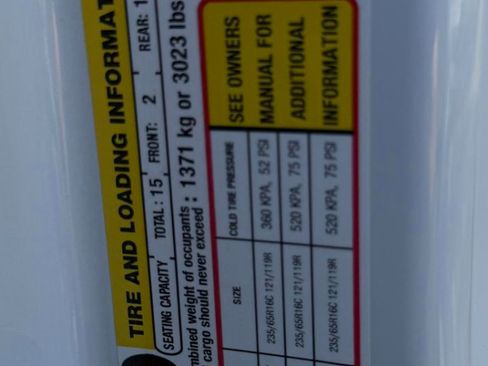 TIRE AND LOADING INFORMAT
SEATING CAPACITY TOTAL : 15 FRONT: 2 REAR: 1
mbined weight of occupants
cargo should never exceed : 1371 kg or 3023 lbs
SIZE COLD TIRE PRESSURE SEE OWNERS
235/65R16C 121/119R 360 KPA, 52 PSI MANUAL FOR
235/65R16C 121/119R 520 KPA, 75 PSI ADDITIONAL
235/65R16C 121/119R 520 KPA, 75 PSI INFORMATION